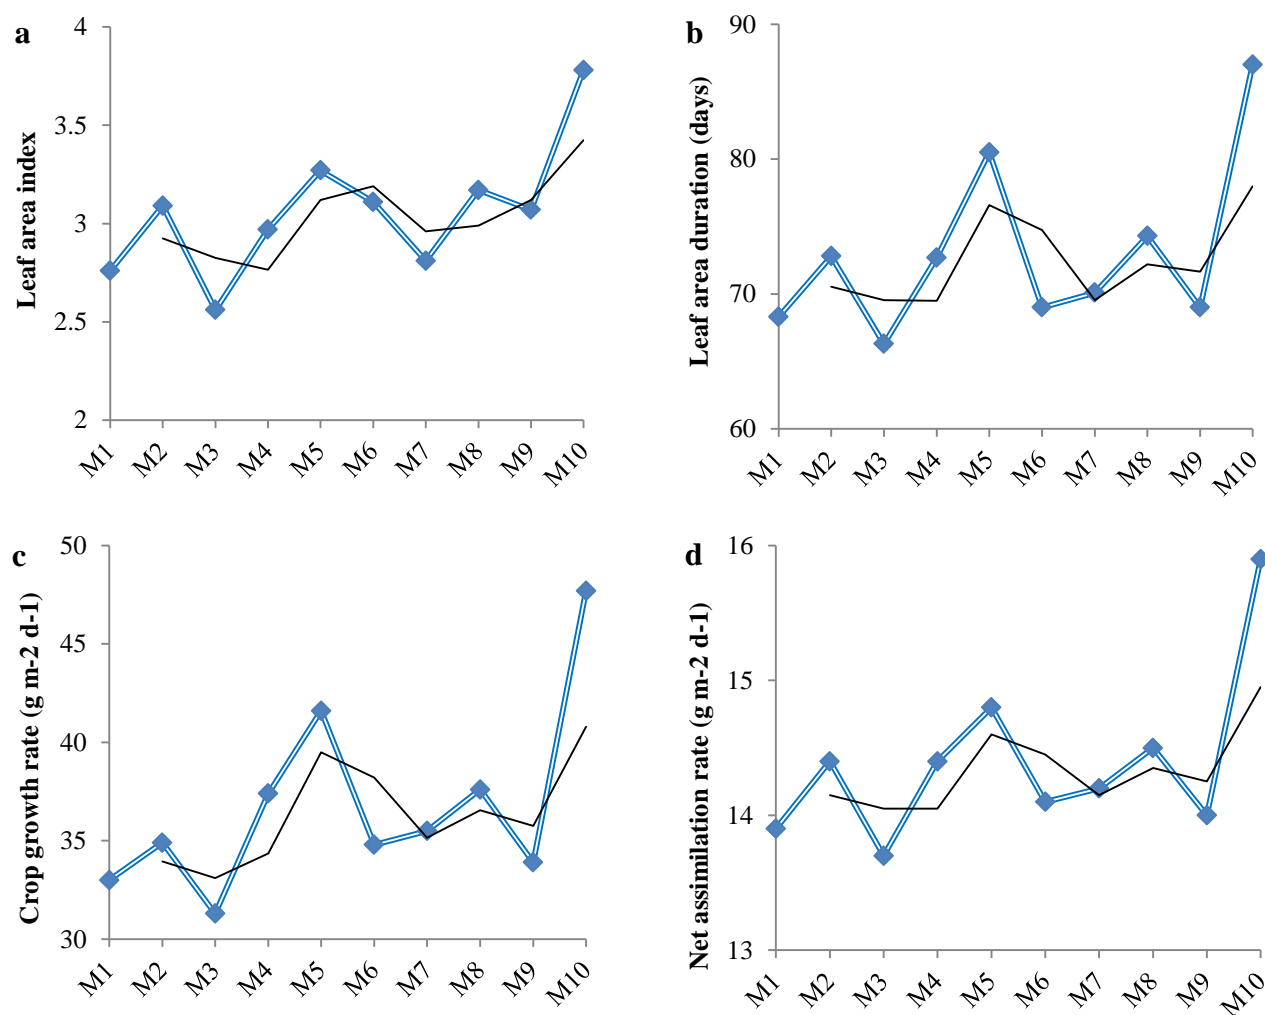 a
Leaf area index
4
3.5
3
2.5
2
M1 M2 M3 M4 M5 M6 M7 M8 M9 M10
b
Leaf area duration (days)
90
80
70
60
M1 M2 M3 M4 M5 M6 M7 M8 M9 M10
c
Crop growth rate (g m-2 d-1)
50
45
40
35
30
M1 M2 M3 M4 M5 M6 M7 M8 M9 M10
d
Net assimilation rate (g m-2 d-1)
16
15
14
13
M1 M2 M3 M4 M5 M6 M7 M8 M9 M10